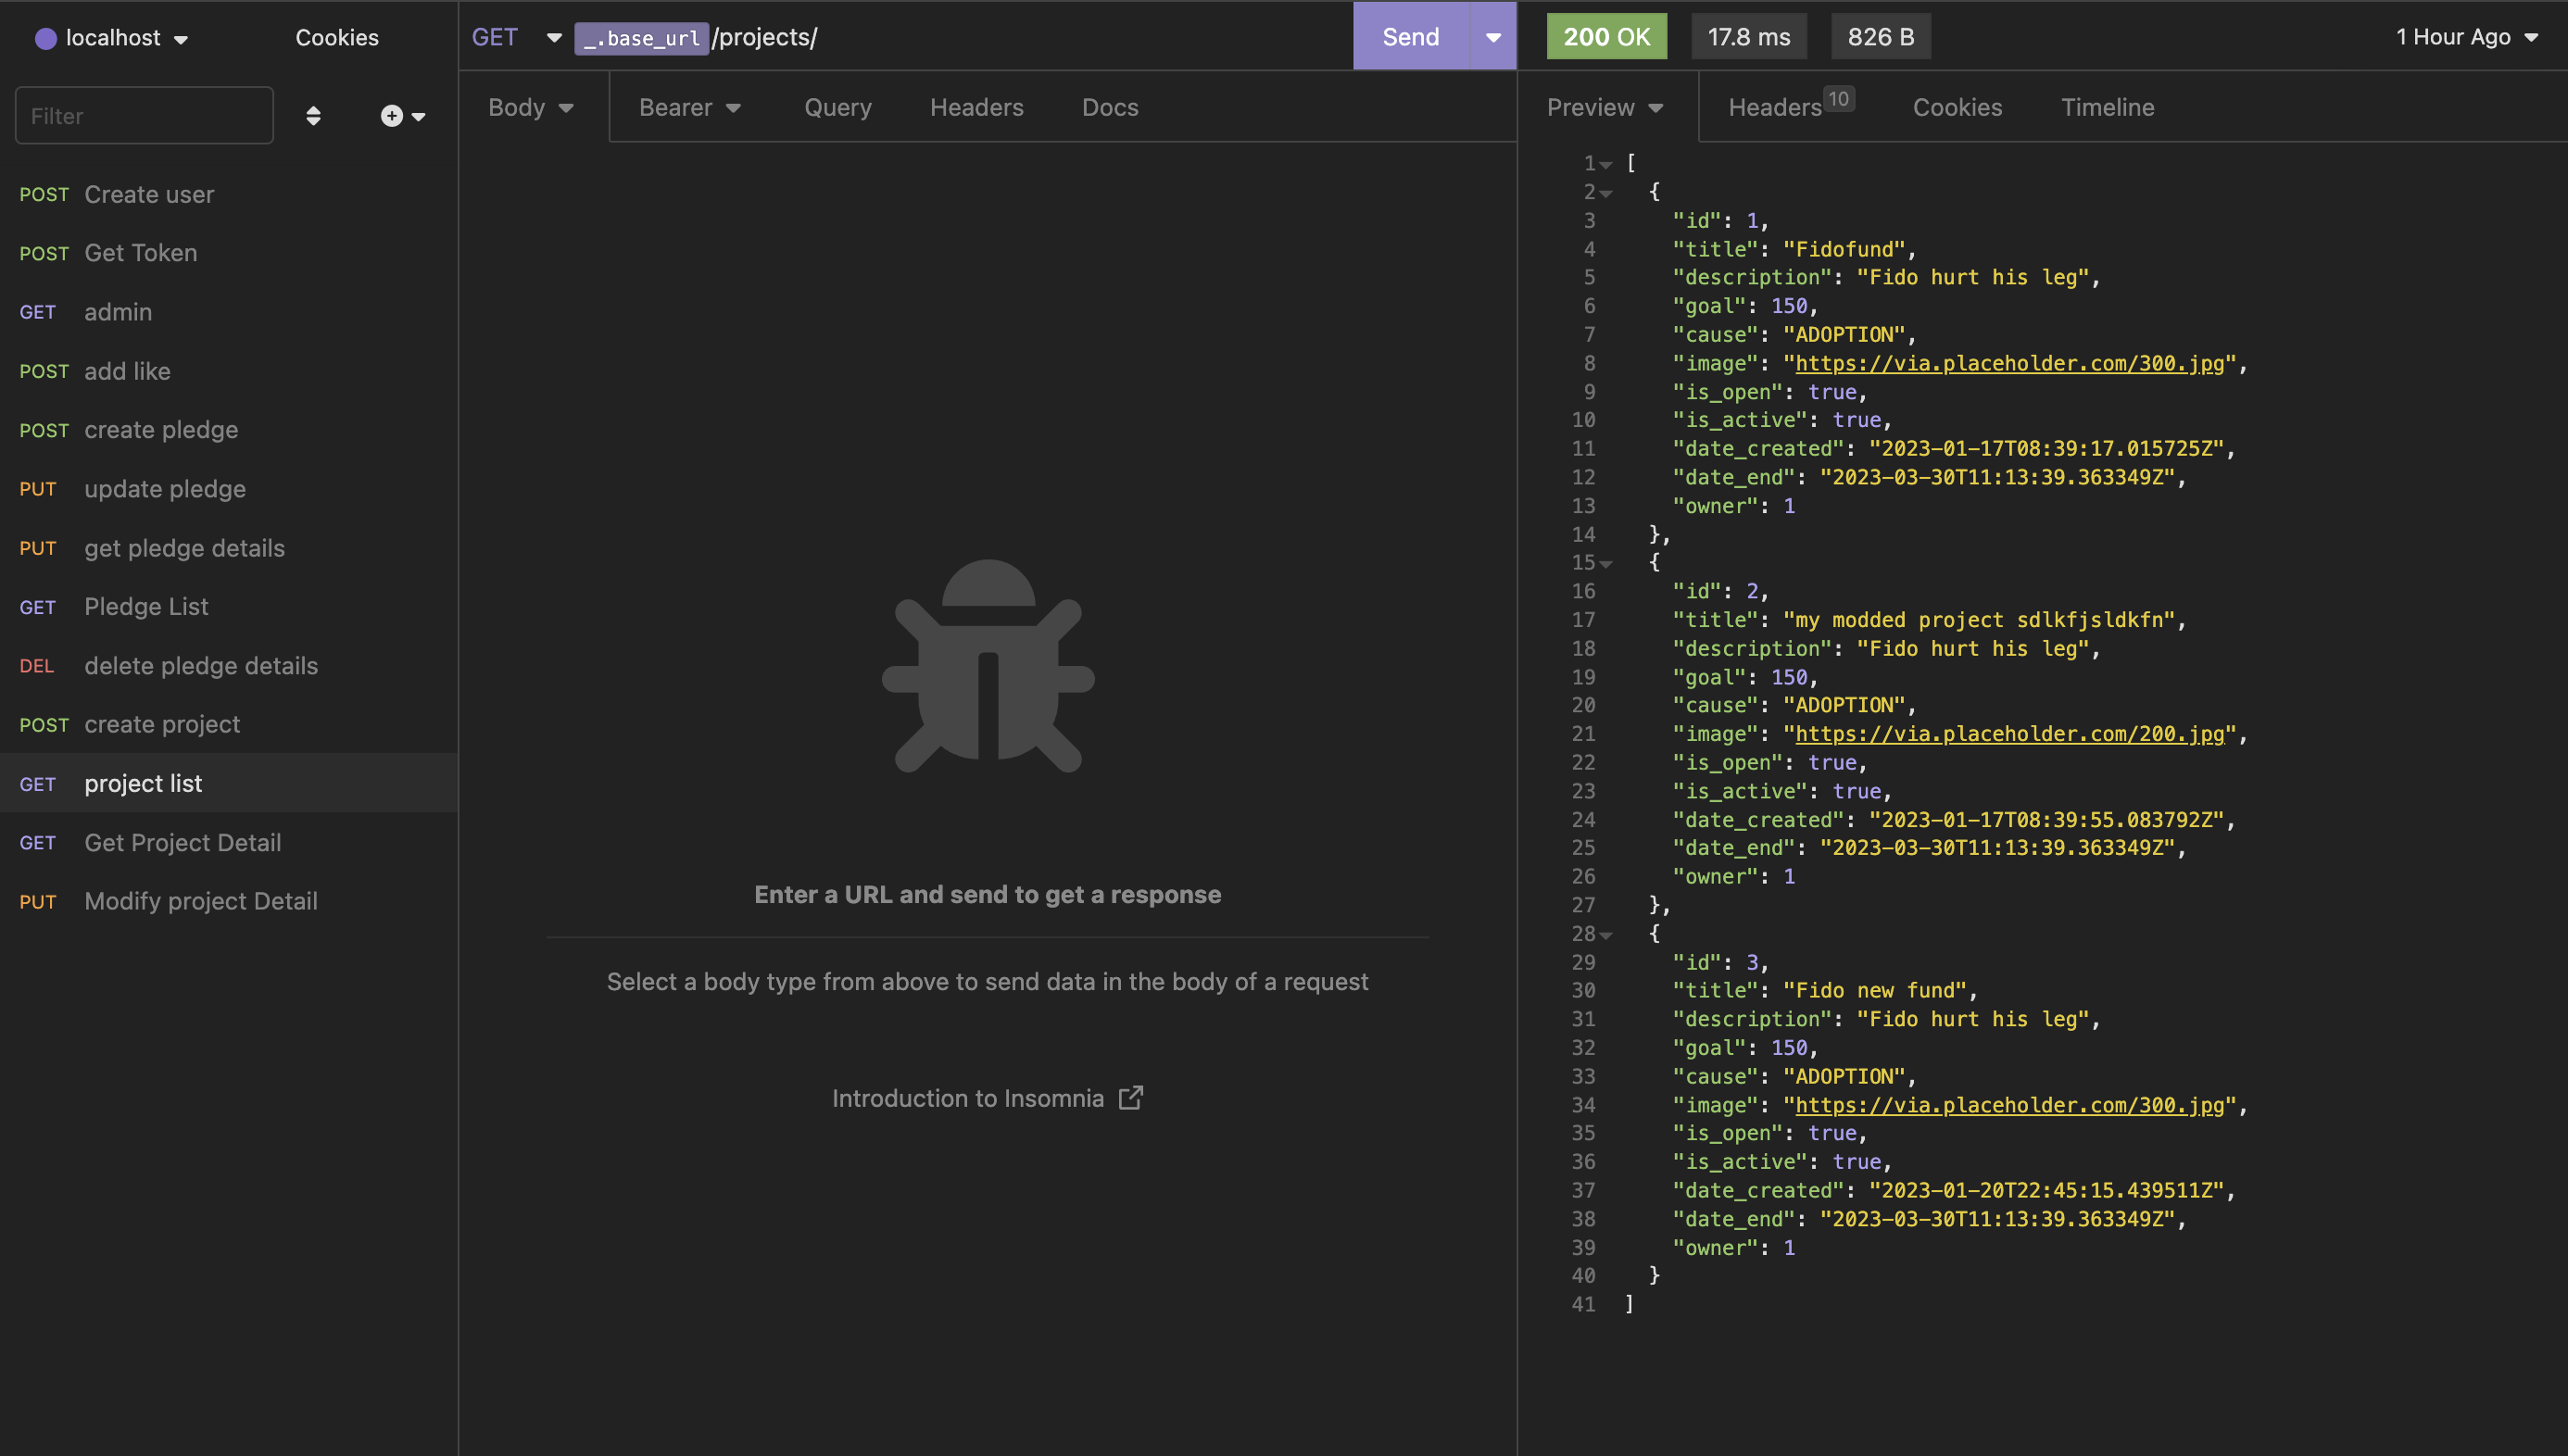 localhost
Cookies
Filter
POST Create user
POST Get Token
GET admin
POST add like
POST create pledge
PUT update pledge
PUT get pledge details
GET Pledge List
DEL delete pledge details
POST create project
GET project list
GET Get Project Detail
PUT Modify project Detail
GET _.base_url /projects/
Send
Body Bearer Query Headers Docs
Enter a URL and send to get a response
Select a body type from above to send data in the body of a request
Introduction to Insomnia
200 OK 17.8 ms 826 B 1 Hour Ago
Preview Headers 10 Cookies Timeline
1 [
2 {
3 "id": 1,
4 "title": "Fidofund",
5 "description": "Fido hurt his leg",
6 "goal": 150,
7 "cause": "ADOPTION",
8 "image": "https://via.placeholder.com/300.jpg",
9 "is_open": true,
10 "is_active": true,
11 "date_created": "2023-01-17T08:39:17.015725Z",
12 "date_end": "2023-03-30T11:13:39.363349Z",
13 "owner": 1
14 },
15 {
16 "id": 2,
17 "title": "my modded project sdlkfjsldkfn",
18 "description": "Fido hurt his leg",
19 "goal": 150,
20 "cause": "ADOPTION",
21 "image": "https://via.placeholder.com/200.jpg",
22 "is_open": true,
23 "is_active": true,
24 "date_created": "2023-01-17T08:39:55.083792Z",
25 "date_end": "2023-03-30T11:13:39.363349Z",
26 "owner": 1
27 },
28 {
29 "id": 3,
30 "title": "Fido new fund",
31 "description": "Fido hurt his leg",
32 "goal": 150,
33 "cause": "ADOPTION",
34 "image": "https://via.placeholder.com/300.jpg",
35 "is_open": true,
36 "is_active": true,
37 "date_created": "2023-01-20T22:45:15.439511Z",
38 "date_end": "2023-03-30T11:13:39.363349Z",
39 "owner": 1
40 }
41 ]